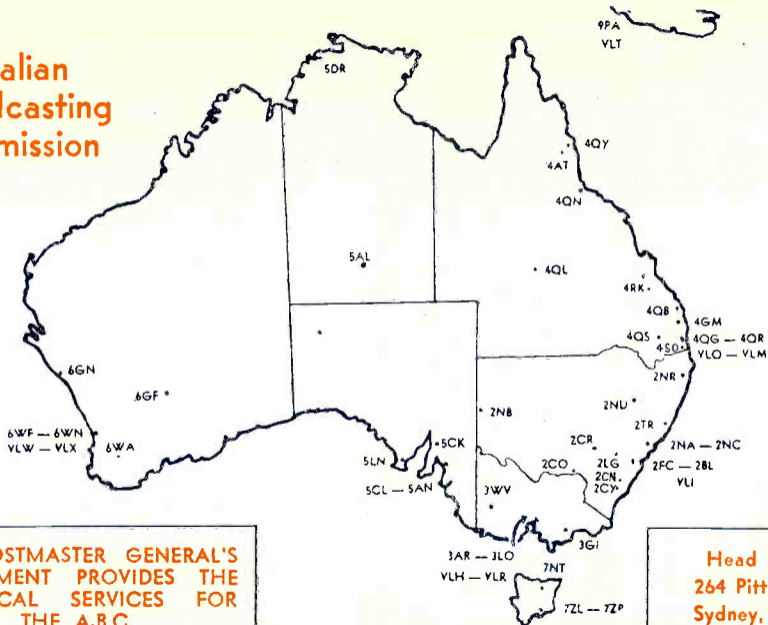 alian
lcasting
mission
9PA
VLT
5DR
4QY
4AT
4QN
5AL
4QL
4RK
4QB
4GM
4QS
4QG — 4QR
4SO
VLO — VLM
2NR
6GN
6GF
2NB
2NU
2TR
6WF — 6WN
VLW — VLX
6WA
5CK
2CR
2NA — 2NC
5LN
2CO
2LG
2FC — 2BL
5CL — 5AN
3WV
2CN
2CY
VLI
3AR — 3LO
3GI
VLH — VLR
7NT
7ZL — 7ZP
OSTMASTER GENERAL'S
MENT PROVIDES THE
CAL SERVICES FOR
THE A.B.C
Head
264 Pitt
Sydney,